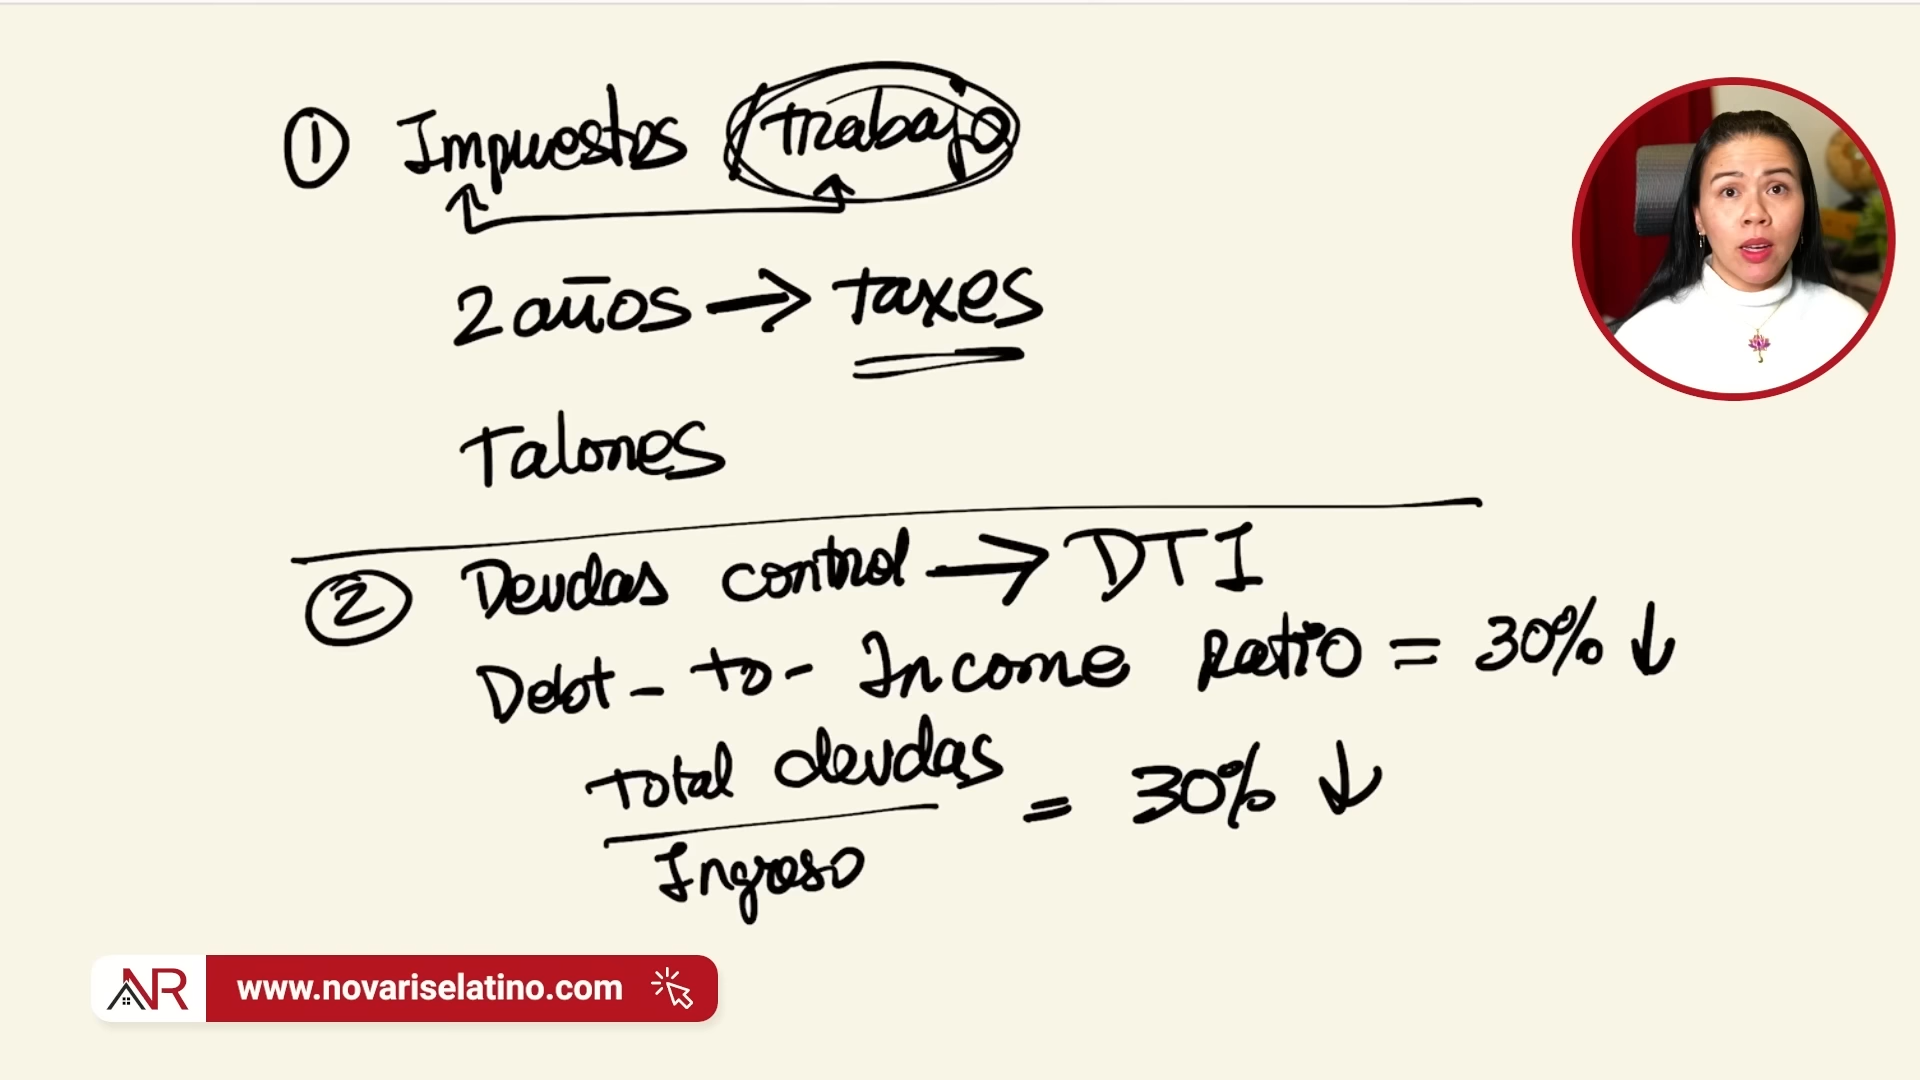 ① Impuestos trabajo
2 años → taxes
Talones
② Deudas control → DTI
Debt - to - Income Ratio = 30% ↓
Total deudas = 30% ↓
Ingreso
NR www.novariselatino.com